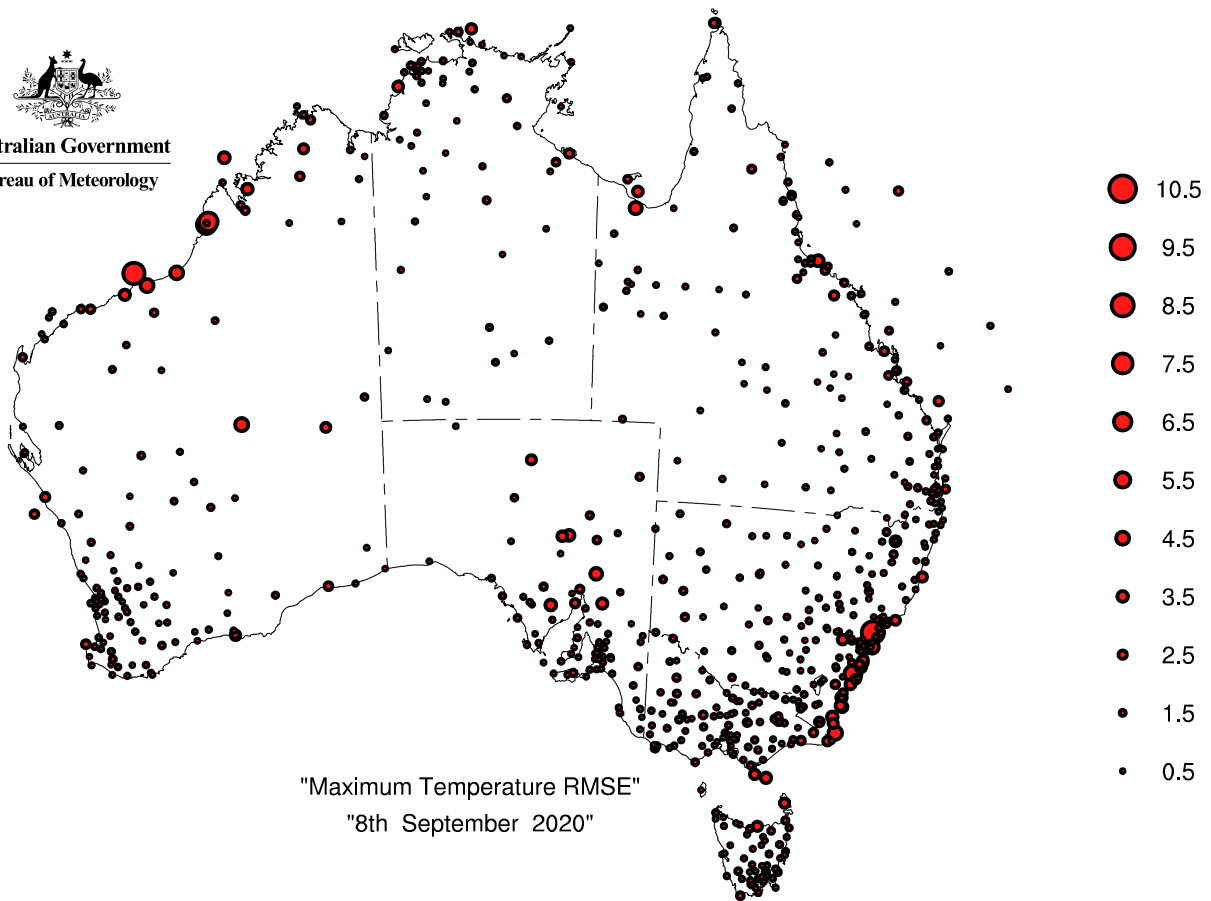 AUSTRALIA
tralian Government
reau of Meteorology
10.5
9.5
8.5
7.5
6.5
5.5
4.5
3.5
2.5
1.5
0.5
"Maximum Temperature RMSE"
"8th September 2020"